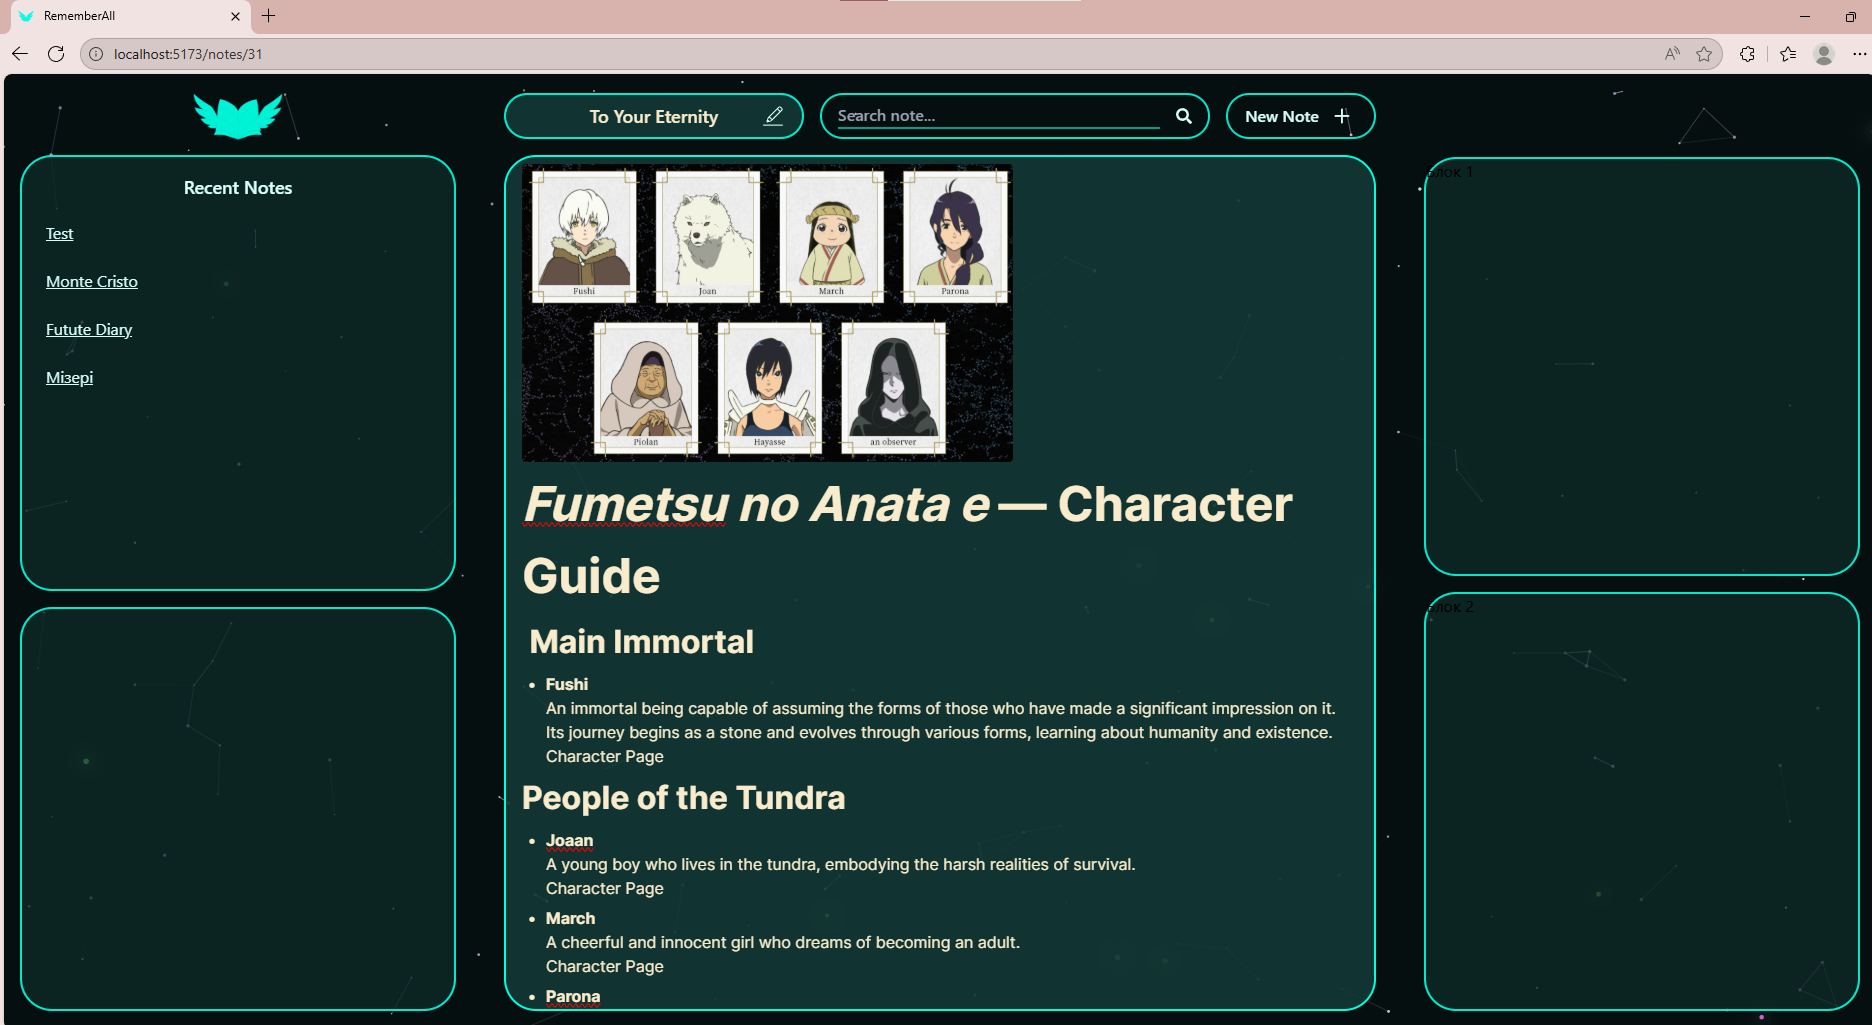 RememberAll
localhost:5173/notes/31
To Your Eternity
Search note...
New Note
Recent Notes
Test
Monte Cristo
Futute Diary
Мізері
Fushi
Joan
March
Parona
Piolan
Hayasse
an observer
Fumetsu no Anata e — Character
Guide
Main Immortal
• Fushi
An immortal being capable of assuming the forms of those who have made a significant impression on it.
Its journey begins as a stone and evolves through various forms, learning about humanity and existence.
Character Page
People of the Tundra
• Joaan
A young boy who lives in the tundra, embodying the harsh realities of survival.
Character Page
• March
A cheerful and innocent girl who dreams of becoming an adult.
Character Page
• Parona
Блок 1
Блок 2